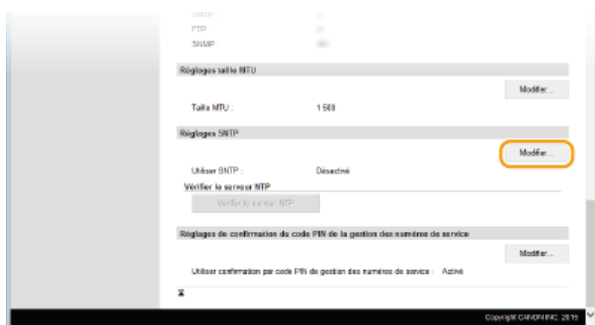 SNTP :
FTP :
SNMP :
Réglages taille MTU
Modifier...
Taille MTU :    1 500
Réglages SNTP
Modifier...
Utiliser SNTP :    Désactivé
Vérifier le serveur NTP
Vérifier le serveur NTP
Réglages de confirmation du code PIN de la gestion des numéros de service
Modifier...
Utiliser confirmation par code PIN de gestion des numéros de service :    Activé
Copyright CANON INC. 2015